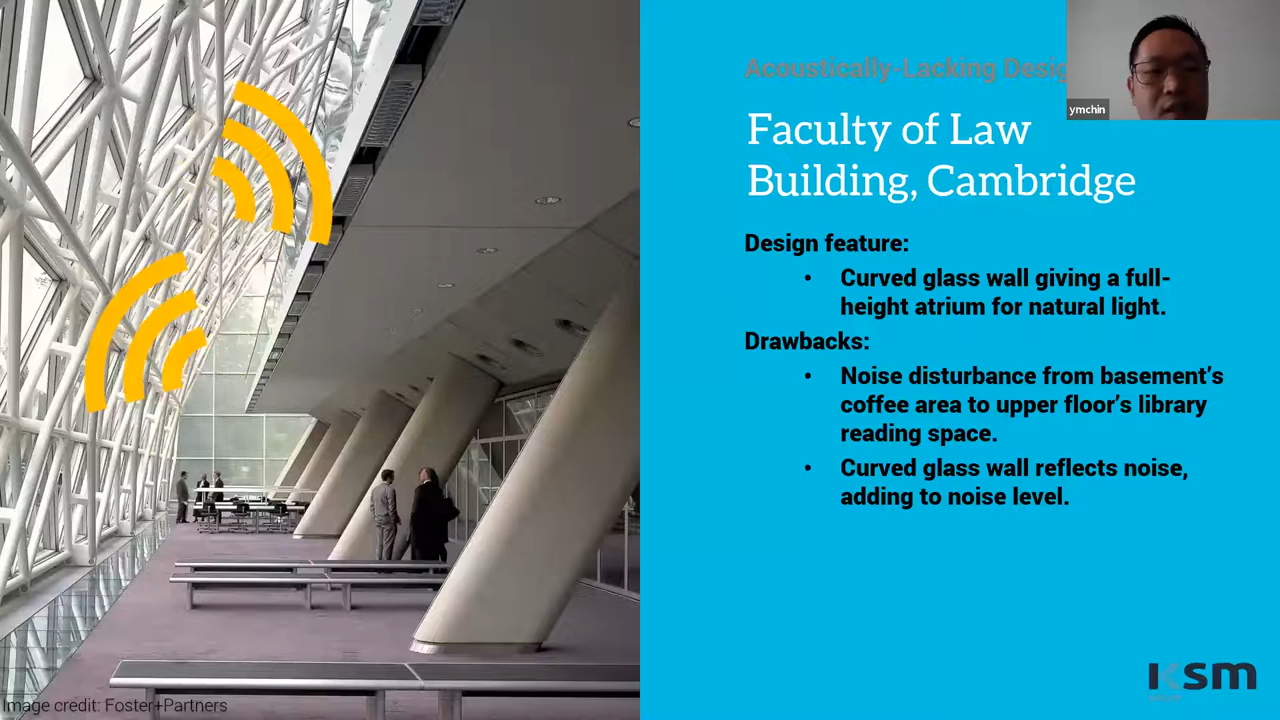 Acoustically-Lacking Desig
ymchin
Faculty of Law
Building, Cambridge
Design feature:
• Curved glass wall giving a full-
height atrium for natural light.
Drawbacks:
• Noise disturbance from basement's
coffee area to upper floor's library
reading space.
• Curved glass wall reflects noise,
adding to noise level.
ksm
Image credit: Foster+Partners